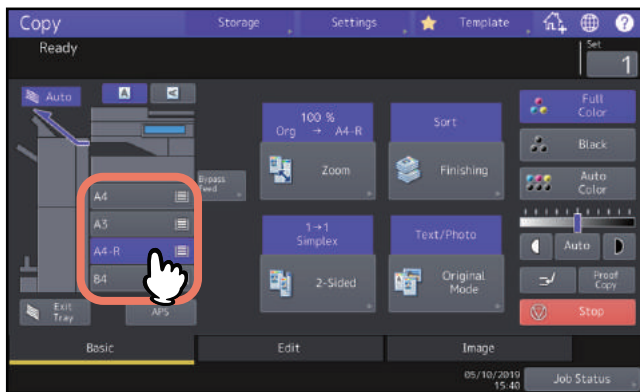 Copy
Storage
Settings
Template
?
Ready
Set
1
Auto
A
A
100 %
Org → A4-R
Zoom
Sort
Finishing
Full
Color
Black
Auto
Color
A4
A3
A4-R
B4
Bypass
Feed
1→1
Simplex
2-Sided
Text/Photo
Original
Mode
Auto
Proof
Copy
Exit
Tray
APS
Stop
Basic
Edit
Image
05/10/2019
15:40
Job Status